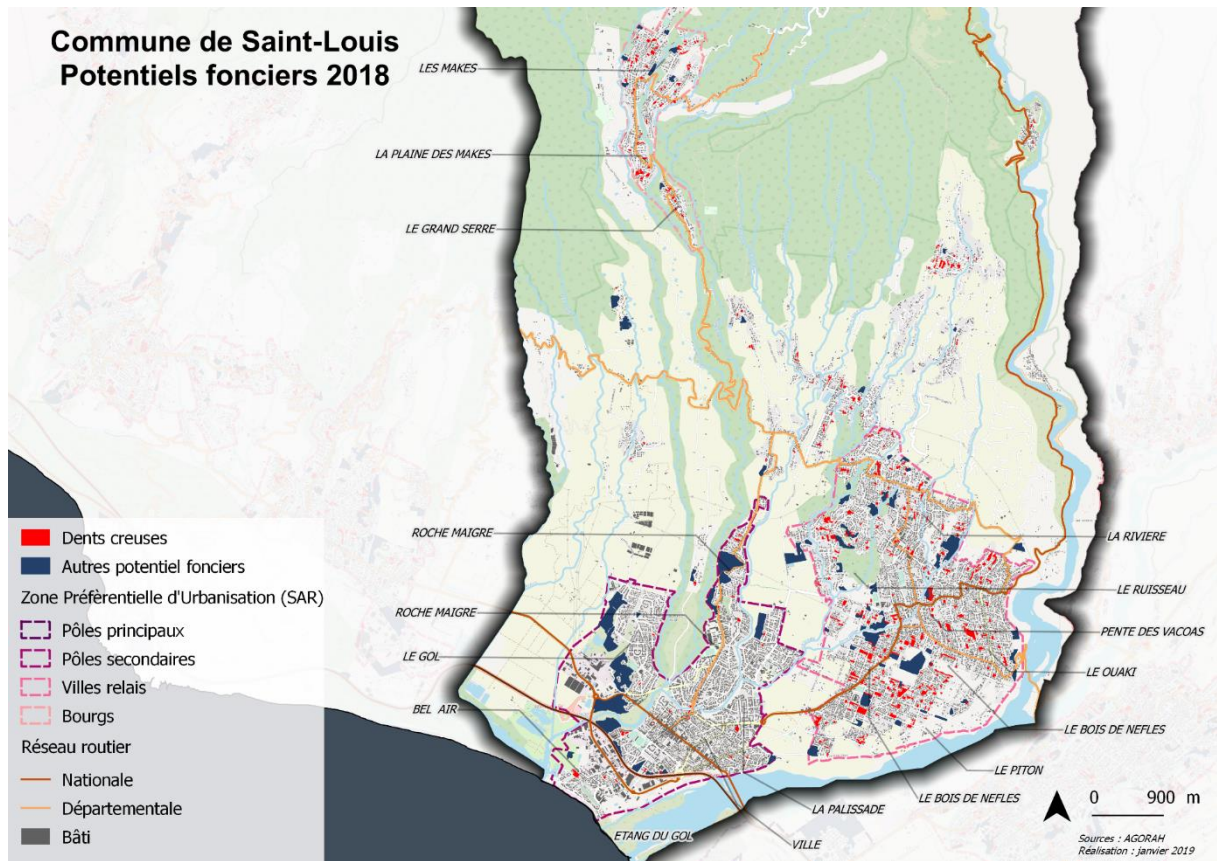 Commune de Saint-Louis
Potentiels fonciers 2018
LES MAKES
LA PLAINE DES MAKES
LE GRAND SERRE
ROCHE MAIGRE
LA RIVIERE
LE RUISSEAU
ROCHE MAIGRE
PENTE DES VACOAS
LE GOL
LE OUAKI
BEL AIR
LE BOIS DE NEFLES
LE PITON
LE BOIS DE NEFLES
LA PALISSADE
ETANG DU GOL
VILLE
Dents creuses
Autres potentiel fonciers
Zone Préférentielle d'Urbanisation (SAR)
Pôles principaux
Pôles secondaires
Villes relais
Bourgs
Réseau routier
Nationale
Départementale
Bâti
0 900 m
Sources : AGORAH
Réalisation : janvier 2019